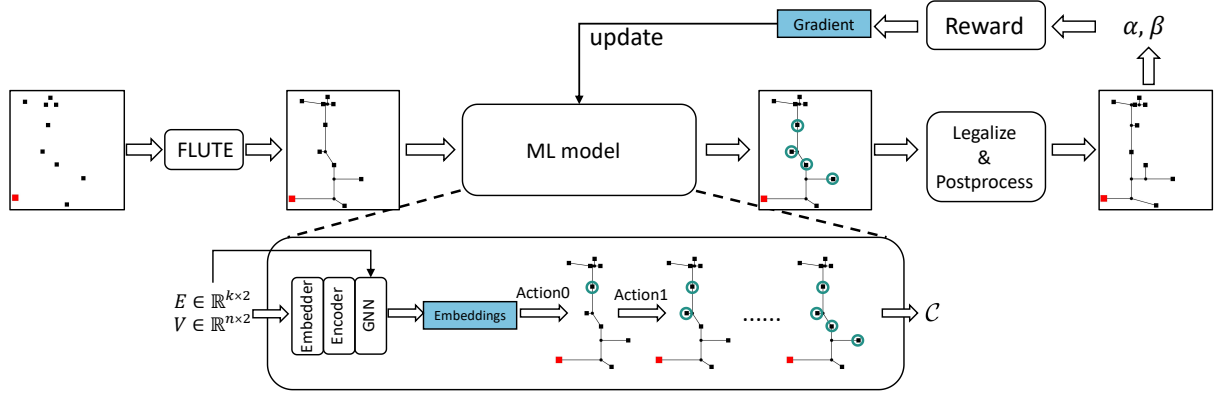 Gradient
Reward
α, β
update
FLUTE
ML model
Legalize
&
Postprocess
E ∈ ℝ^{k×2}
V ∈ ℝ^{n×2}
Embedder
Encoder
GNN
Embeddings
Action0
Action1
......
𝒞